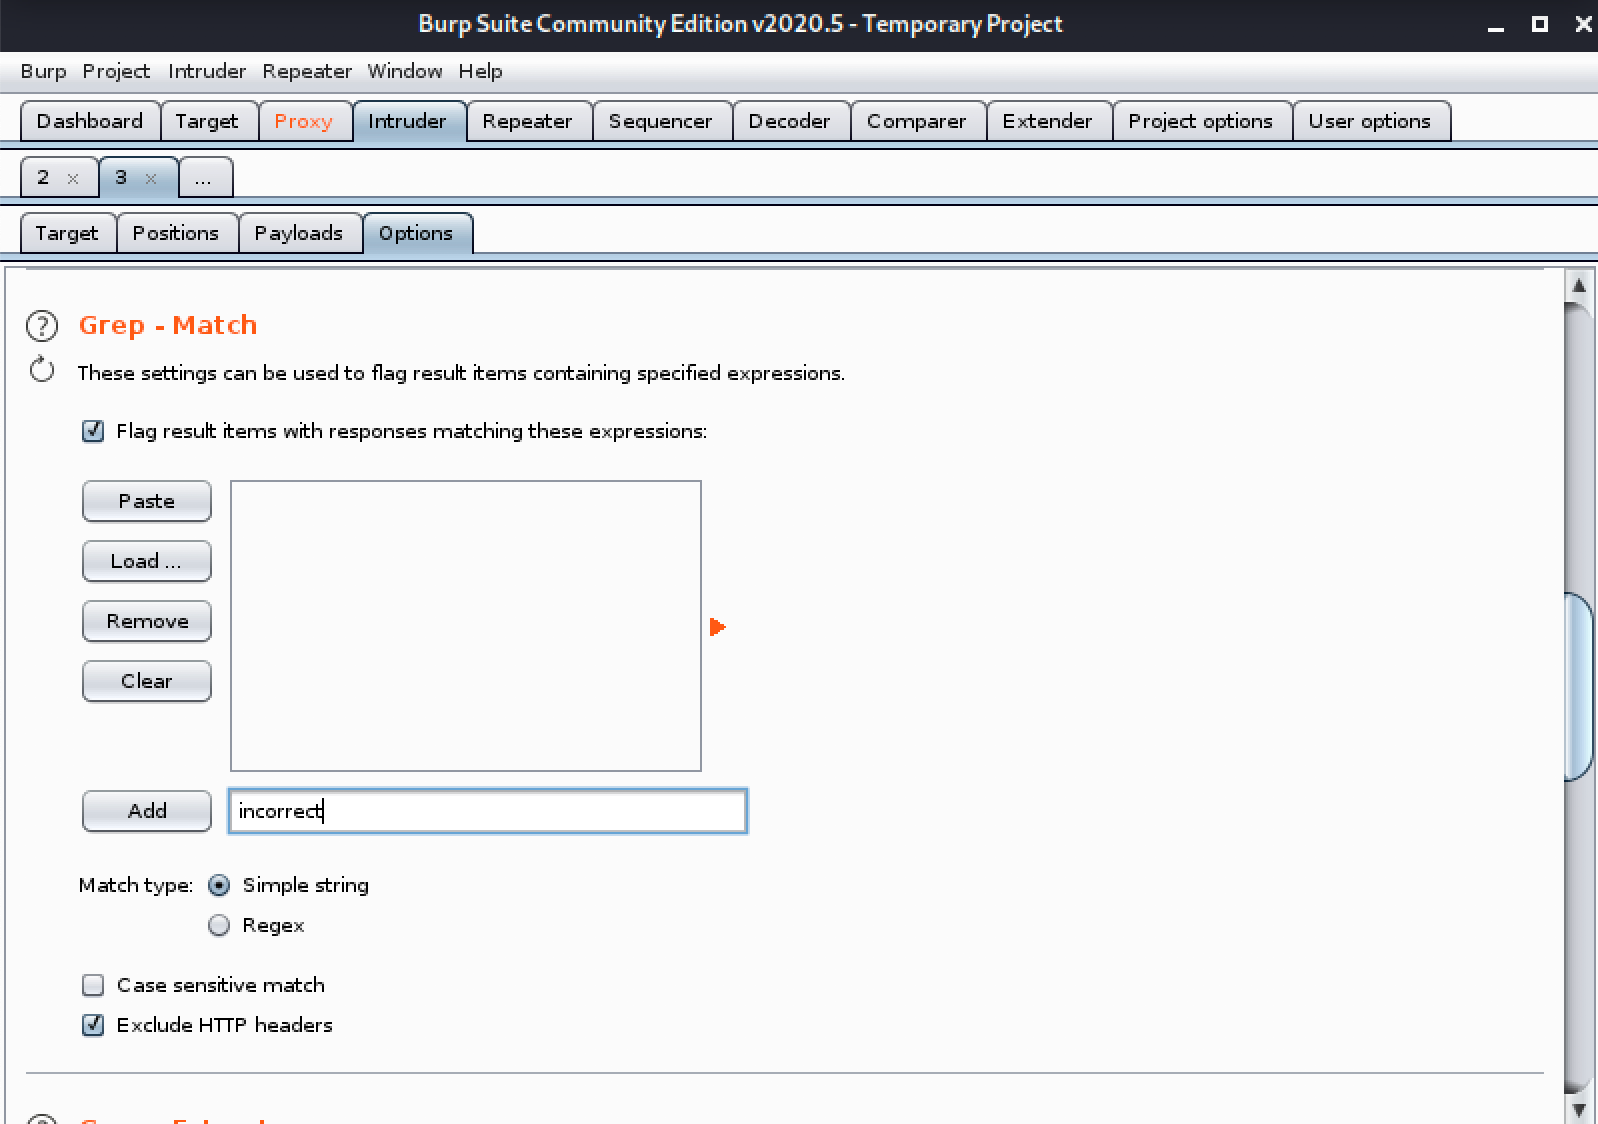 Burp Suite Community Edition v2020.5 - Temporary Project
Burp Project Intruder Repeater Window Help
Dashboard Target Proxy Intruder Repeater Sequencer Decoder Comparer Extender Project options User options
2 × 3 × ...
Target Positions Payloads Options
? Grep - Match
These settings can be used to flag result items containing specified expressions.
Flag result items with responses matching these expressions:
Paste
Load ...
Remove
Clear
Add incorrect
Match type: Simple string
Regex
Case sensitive match
Exclude HTTP headers